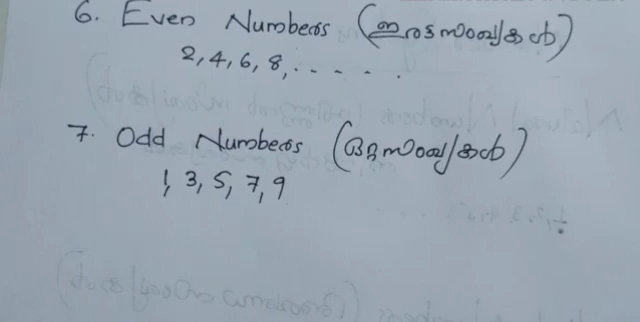 6. Even Numbers (ഇരട്ടസംഖ്യകൾ)
2, 4, 6, 8, . - - - .
7. Odd Numbers (ഒറ്റസംഖ്യകൾ)
1, 3, 5, 7, 9